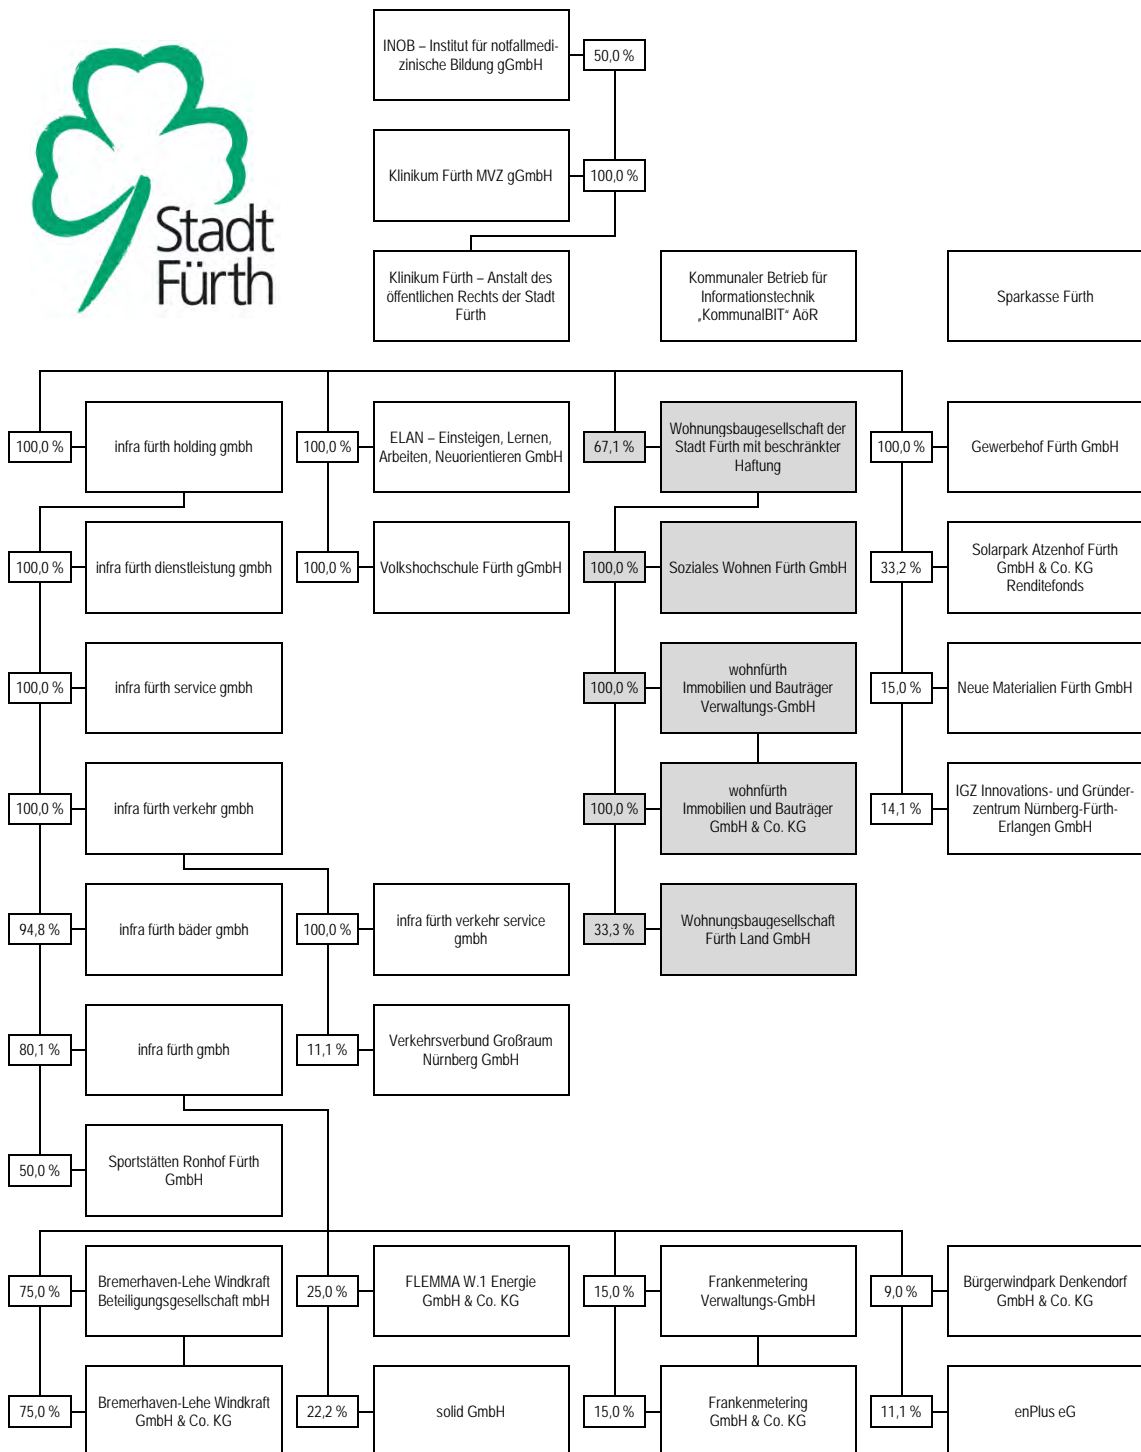 Stadt
Fürth
INOB – Institut für notfallmedi-
zinische Bildung gGmbH
50,0 %
Klinikum Fürth MVZ gGmbH
100,0 %
Klinikum Fürth – Anstalt des
öffentlichen Rechts der Stadt
Fürth
Kommunaler Betrieb für
Informationstechnik
„KommunalBIT“ AöR
Sparkasse Fürth
100,0 %
infra fürth holding gmbh
100,0 %
ELAN – Einsteigen, Lernen,
Arbeiten, Neuorientieren GmbH
67,1 %
Wohnungsbaugesellschaft der
Stadt Fürth mit beschränkter
Haftung
100,0 %
Gewerbehof Fürth GmbH
100,0 %
infra fürth dienstleistung gmbh
100,0 %
Volkshochschule Fürth gGmbH
100,0 %
Soziales Wohnen Fürth GmbH
33,2 %
Solarpark Atzenhof Fürth
GmbH & Co. KG
Renditefonds
100,0 %
infra fürth service gmbh
100,0 %
wohnfürth
Immobilien und Bauträger
Verwaltungs-GmbH
15,0 %
Neue Materialien Fürth GmbH
100,0 %
infra fürth verkehr gmbh
100,0 %
wohnfürth
Immobilien und Bauträger
GmbH & Co. KG
14,1 %
IGZ Innovations- und Gründer-
zentrum Nürnberg-Fürth-
Erlangen GmbH
94,8 %
infra fürth bäder gmbh
100,0 %
infra fürth verkehr service
gmbh
33,3 %
Wohnungsbaugesellschaft
Fürth Land GmbH
80,1 %
infra fürth gmbh
11,1 %
Verkehrsverbund Großraum
Nürnberg GmbH
50,0 %
Sportstätten Ronhof Fürth
GmbH
75,0 %
Bremerhaven-Lehe Windkraft
Beteiligungsgesellschaft mbH
25,0 %
FLEMMA W.1 Energie
GmbH & Co. KG
15,0 %
Frankenmetering
Verwaltungs-GmbH
9,0 %
Bürgerwindpark Denkendorf
GmbH & Co. KG
75,0 %
Bremerhaven-Lehe Windkraft
GmbH & Co. KG
22,2 %
solid GmbH
15,0 %
Frankenmetering
GmbH & Co. KG
11,1 %
enPlus eG